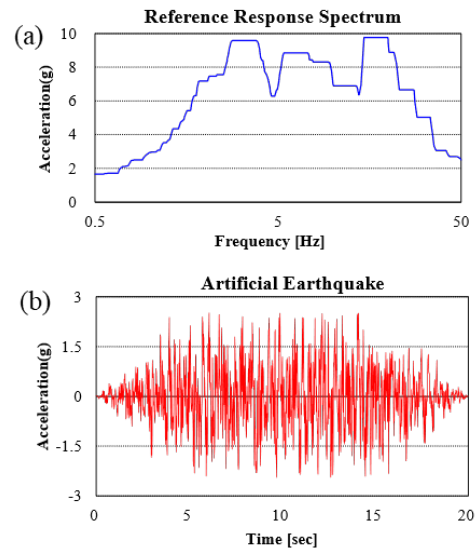 (a)
Reference Response Spectrum
Acceleration(g)
10
8
6
4
2
0
0.5 5 50
Frequency [Hz]
(b)
Artificial Earthquake
Acceleration(g)
3
1.5
0
-1.5
-3
0 5 10 15 20
Time [sec]